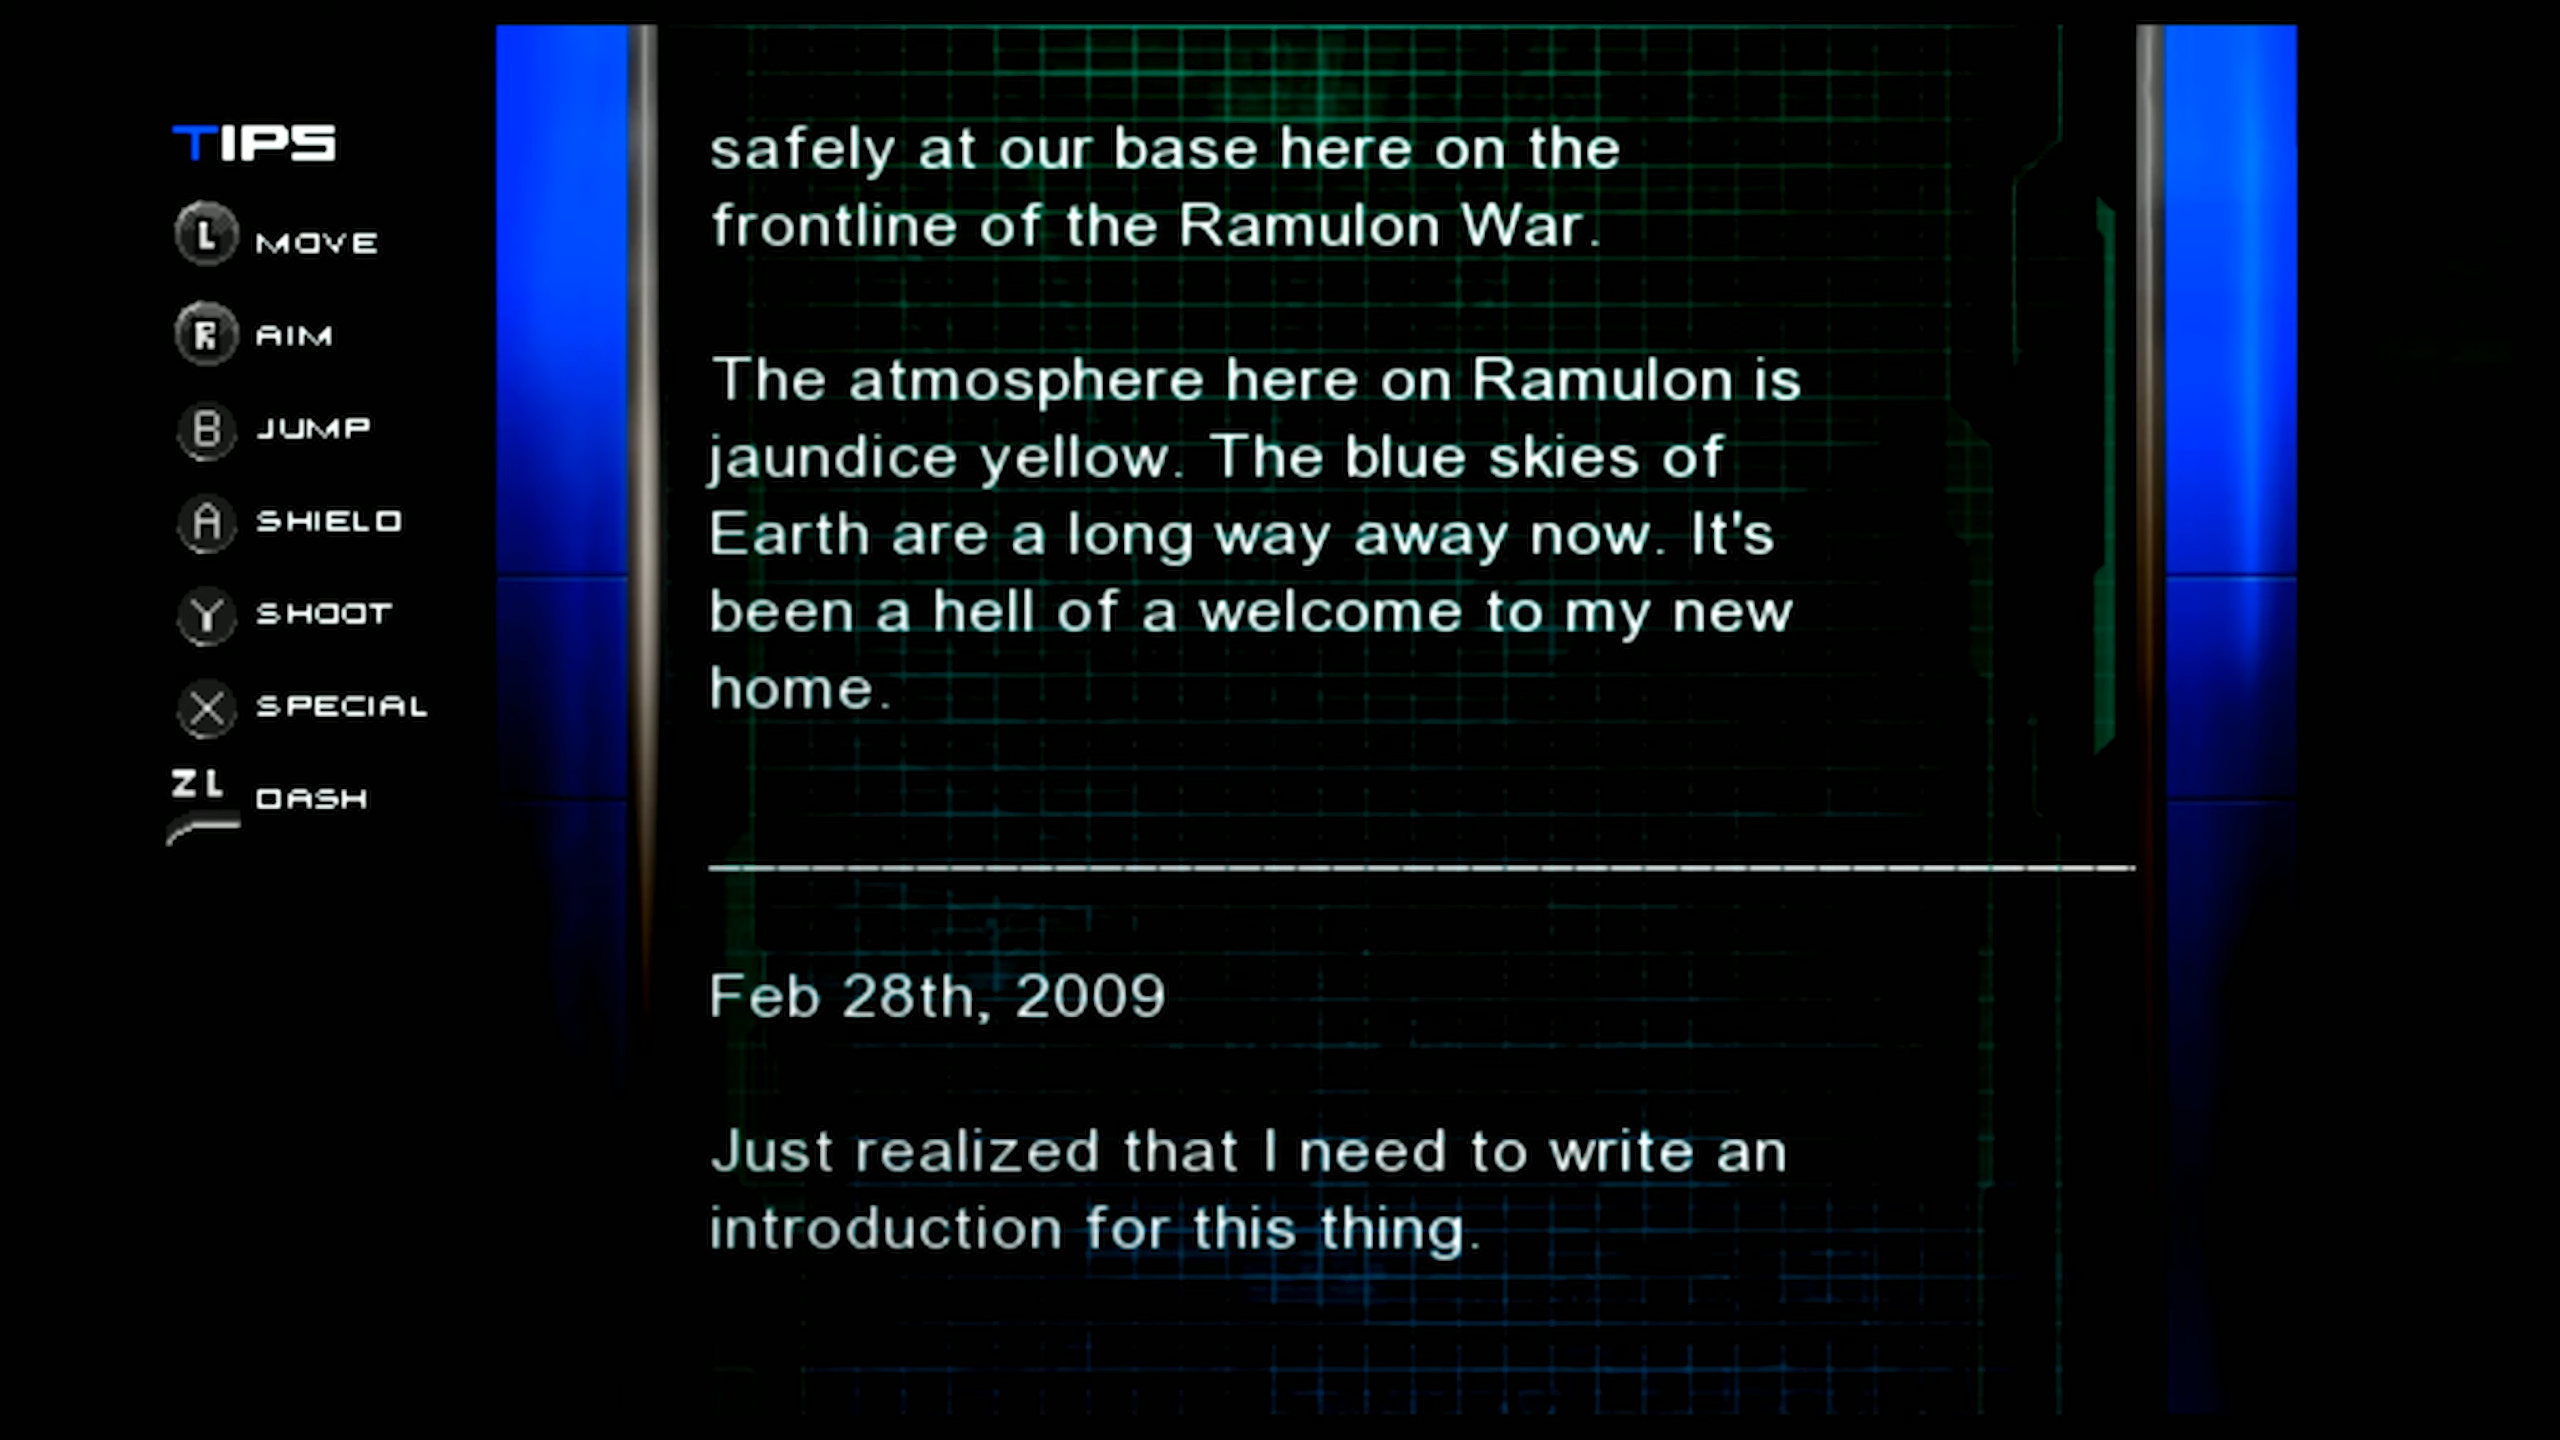 TIPS
L MOVE
R AIM
B JUMP
A SHIELD
Y SHOOT
X SPECIAL
ZL DASH
safely at our base here on the
frontline of the Ramulon War.
The atmosphere here on Ramulon is
jaundice yellow. The blue skies of
Earth are a long way away now. It's
been a hell of a welcome to my new
home.
Feb 28th, 2009
Just realized that I need to write an
introduction for this thing.